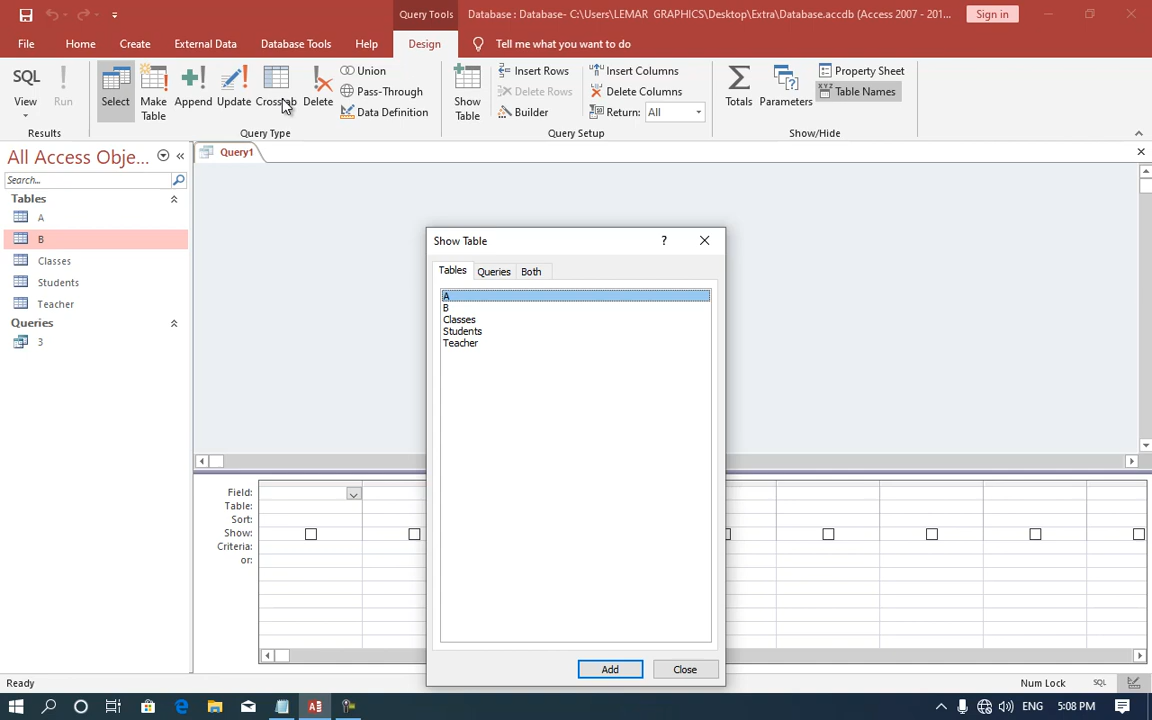 Query Tools
Database : Database- C:\Users\LEMAR GRAPHICS\Desktop\Extra\Database.accdb (Access 2007 - 201...
Sign in
File
Home
Create
External Data
Database Tools
Help
Design
Tell me what you want to do
SQL
View
Run
Select
Make Table
Append
Update
Crosstab
Delete
Union
Pass-Through
Data Definition
Show Table
Insert Rows
Delete Rows
Builder
Insert Columns
Delete Columns
Return: All
Totals
Parameters
Property Sheet
XYZ Table Names
Results
Query Type
Query Setup
Show/Hide
All Access Obje...
Search...
Tables
A
B
Classes
Students
Teacher
Queries
3
Query1
Show Table
?
Tables
Queries
Both
A
B
Classes
Students
Teacher
Add
Close
Field:
Table:
Sort:
Show:
Criteria:
or:
Ready
Num Lock
SQL
ENG
5:08 PM